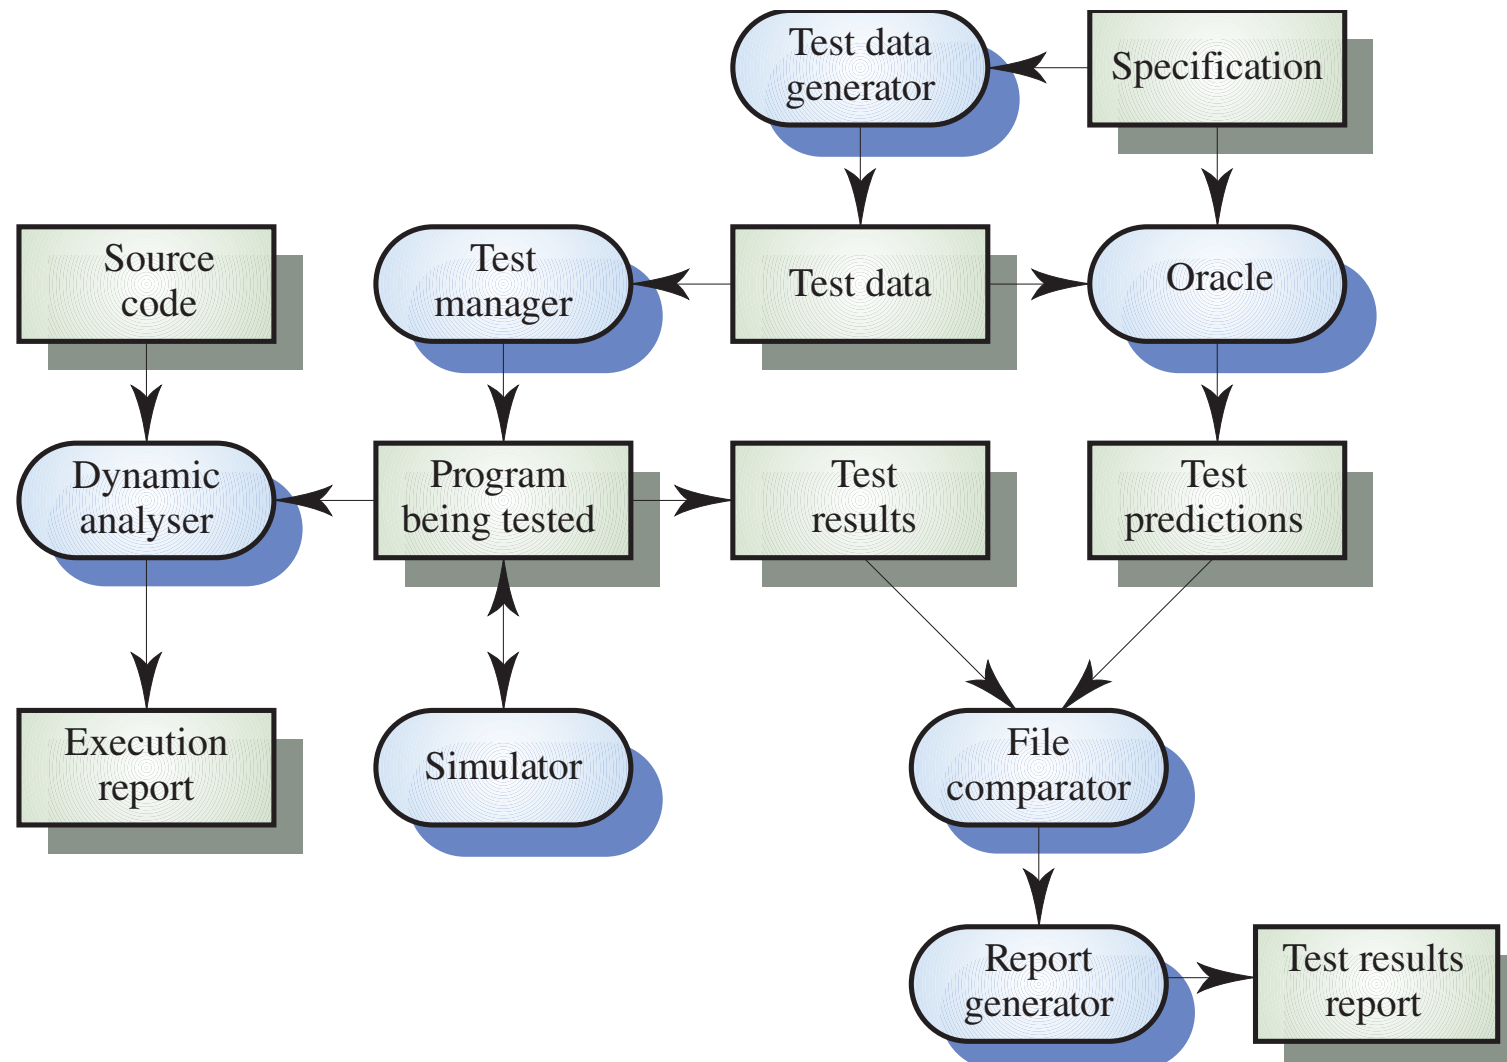 Test data
generator
Specification
Source
code
Test
manager
Test data
Oracle
Dynamic
analyser
Program
being tested
Test
results
Test
predictions
Execution
report
Simulator
File
comparator
Report
generator
Test results
report